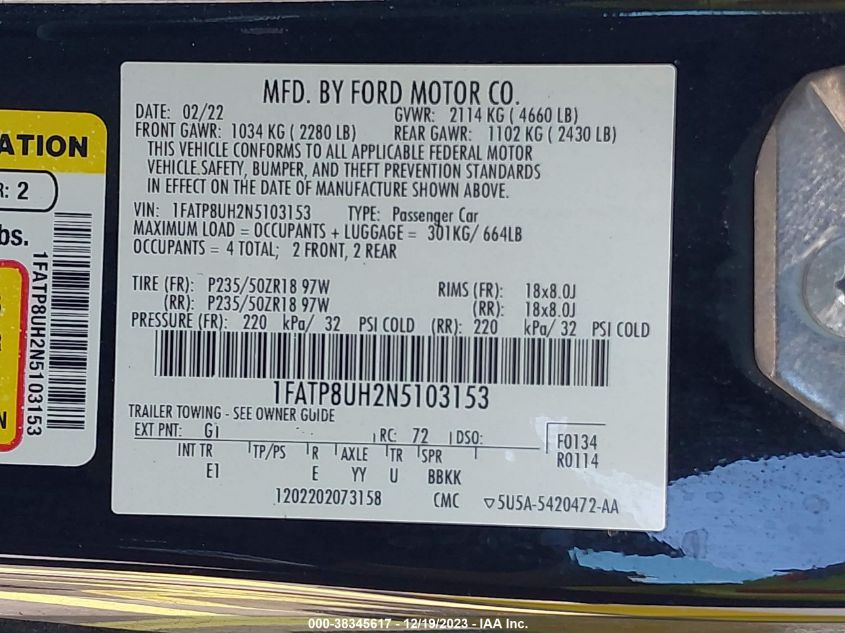 MFD. BY FORD MOTOR CO.
DATE: 02/22 GVWR: 2114 KG ( 4660 LB)
FRONT GAWR: 1034 KG ( 2280 LB) REAR GAWR: 1102 KG ( 2430 LB)
THIS VEHICLE CONFORMS TO ALL APPLICABLE FEDERAL MOTOR
VEHICLE SAFETY, BUMPER, AND THEFT PREVENTION STANDARDS
IN EFFECT ON THE DATE OF MANUFACTURE SHOWN ABOVE.
VIN: 1FATP8UH2N5103153 TYPE: Passenger Car
MAXIMUM LOAD = OCCUPANTS + LUGGAGE = 301KG/ 664LB
OCCUPANTS = 4 TOTAL; 2 FRONT, 2 REAR
TIRE (FR): P235/50ZR18 97W RIMS (FR): 18x8.0J
(RR): P235/50ZR18 97W (RR): 18x8.0J
PRESSURE (FR): 220 kPa/ 32 PSI COLD (RR): 220 kPa/ 32 PSI COLD
1FATP8UH2N5103153
TRAILER TOWING - SEE OWNER GUIDE
EXT PNT: G1 RC: 72 DSO: F0134
INT TR TP/PS R AXLE TR SPR R0114
E1 E YY U BBKK
1202202073158 CMC ▽5U5A-5420472-AA
ATION
R: 2
bs.
1FATP8UH2N5103153
N
000-38345617 - 12/19/2023 - IAA Inc.